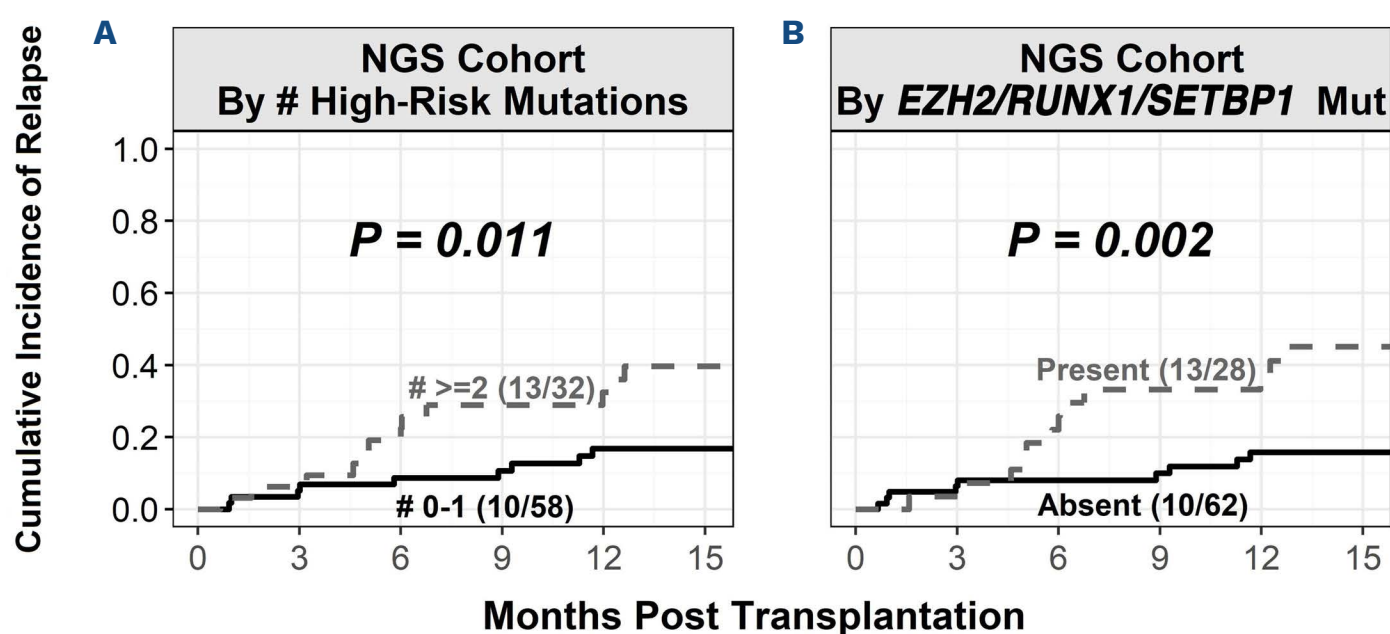 Cumulative Incidence of Relapse
A
NGS Cohort
By # High-Risk Mutations
1.0
0.8
0.6
0.4
0.2
0.0
P = 0.011
# >=2 (13/32)
# 0-1 (10/58)
0 3 6 9 12 15
B
NGS Cohort
By EZH2/RUNX1/SETBP1 Mut
P = 0.002
Present (13/28)
Absent (10/62)
0 3 6 9 12 15
Months Post Transplantation